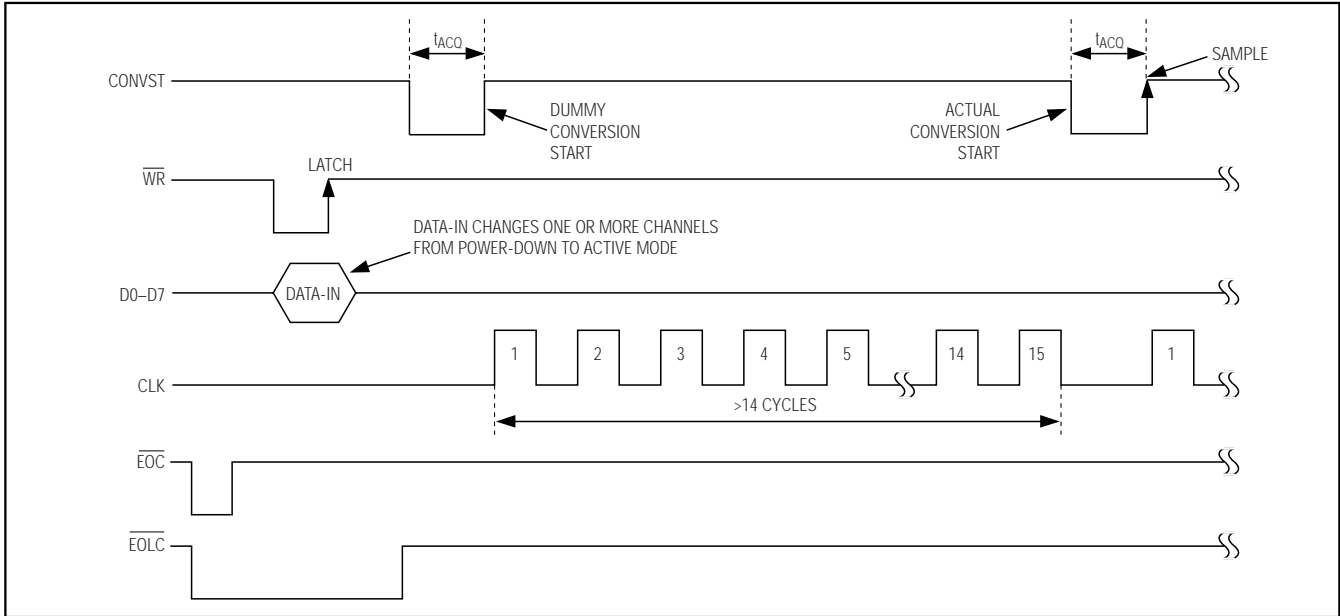 tACQ
tACQ
SAMPLE
CONVST
DUMMY
CONVERSION
START
ACTUAL
CONVERSION
START
LATCH
WR
DATA-IN CHANGES ONE OR MORE CHANNELS
FROM POWER-DOWN TO ACTIVE MODE
D0–D7
DATA-IN
1
2
3
4
5
14
15
1
CLK
>14 CYCLES
EOC
EOLC